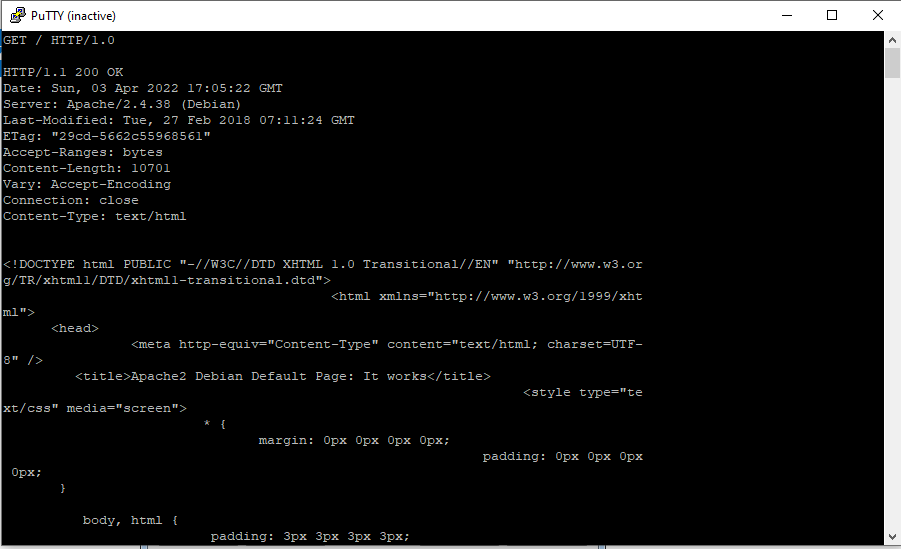 PuTTY (inactive)
GET / HTTP/1.0
HTTP/1.1 200 OK
Date: Sun, 03 Apr 2022 17:05:22 GMT
Server: Apache/2.4.38 (Debian)
Last-Modified: Tue, 27 Feb 2018 07:11:24 GMT
ETag: "29cd-5662c55968561"
Accept-Ranges: bytes
Content-Length: 10701
Vary: Accept-Encoding
Connection: close
Content-Type: text/html
<!DOCTYPE html PUBLIC "-//W3C//DTD XHTML 1.0 Transitional//EN" "http://www.w3.or
g/TR/xhtml1/DTD/xhtml1-transitional.dtd">
<html xmlns="http://www.w3.org/1999/xht
ml">
<head>
<meta http-equiv="Content-Type" content="text/html; charset=UTF-
8" />
<title>Apache2 Debian Default Page: It works</title>
<style type="te
xt/css" media="screen">
* {
margin: 0px 0px 0px 0px;
padding: 0px 0px 0px
0px;
}
body, html {
padding: 3px 3px 3px 3px;